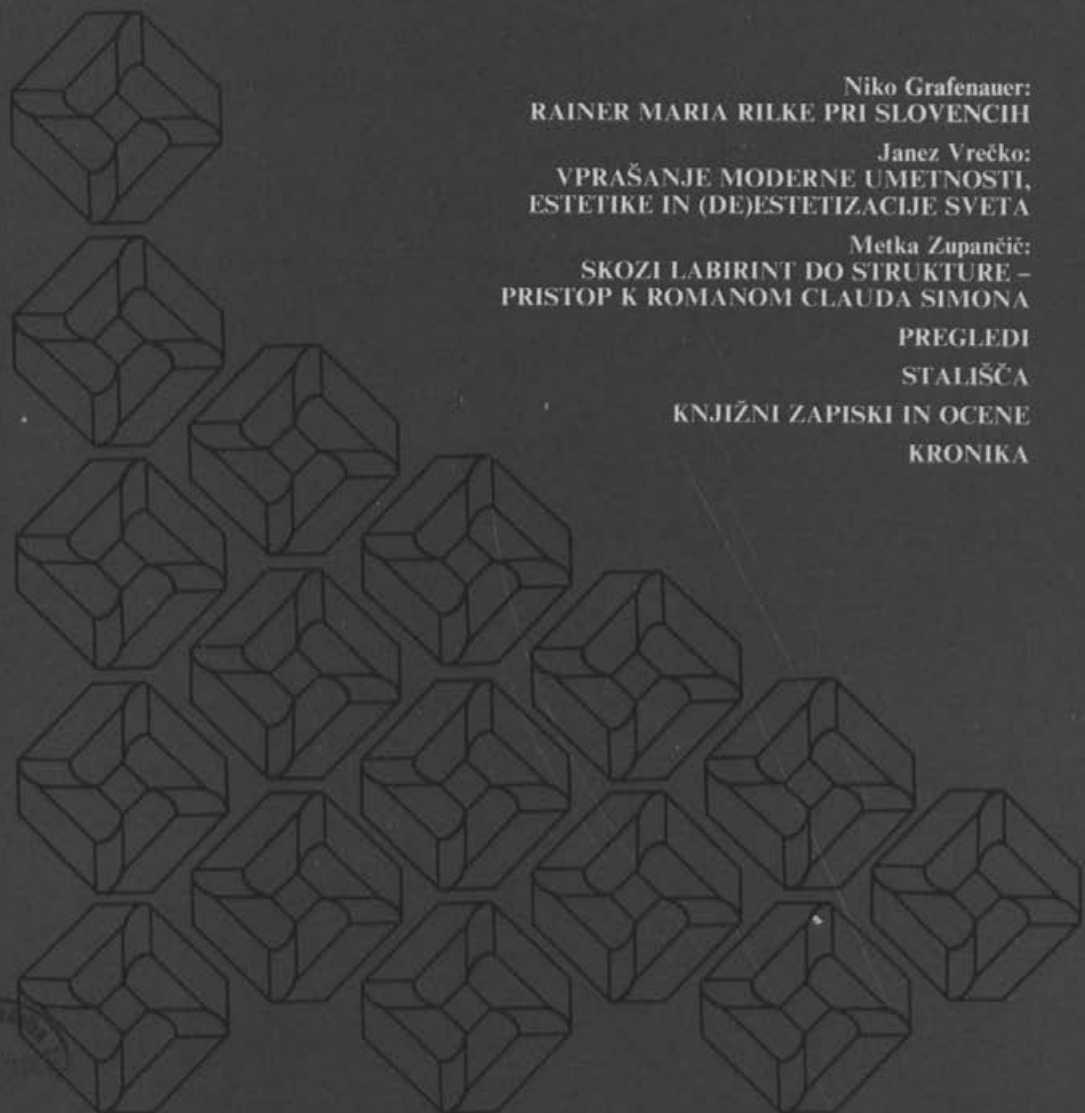 Niko Grafenauer:
RAINER MARIA RILKE PRI SLOVENCIH
Janez Vrečko:
VPRAŠANJE MODERNE UMETNOSTI,
ESTETIKE IN (DE)ESTETIZACIJE SVETA
Metka Zupančič:
SKOZI LABIRINT DO STRUKTURE –
PRISTOP K ROMANOM CLAUDA SIMONA
PREGLEDI
STALIŠČA
KNJIŽNI ZAPISKI IN OCENE
KRONIKA